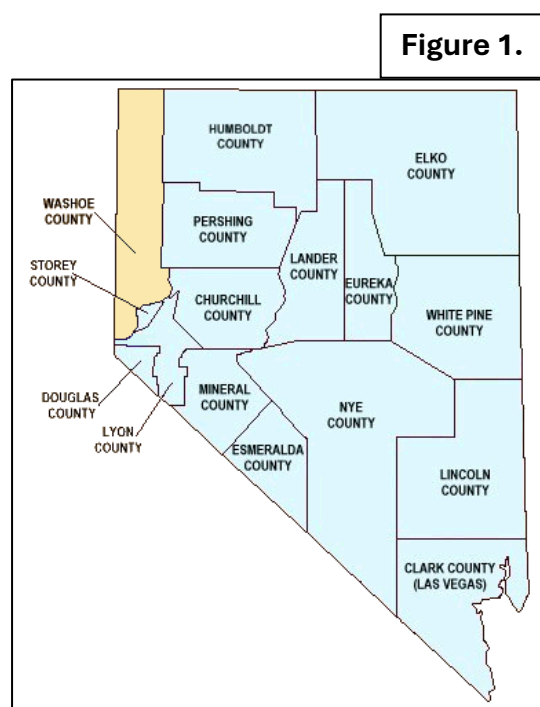 Figure 1.
HUMBOLDT
COUNTY
ELKO
COUNTY
WASHOE
COUNTY
PERSHING
COUNTY
STOREY
COUNTY
LANDER
COUNTY
EUREKA
COUNTY
CHURCHILL
COUNTY
WHITE PINE
COUNTY
DOUGLAS
COUNTY
LYON
COUNTY
MINERAL
COUNTY
NYE
COUNTY
ESMERALDA
COUNTY
LINCOLN
COUNTY
CLARK COUNTY
(LAS VEGAS)